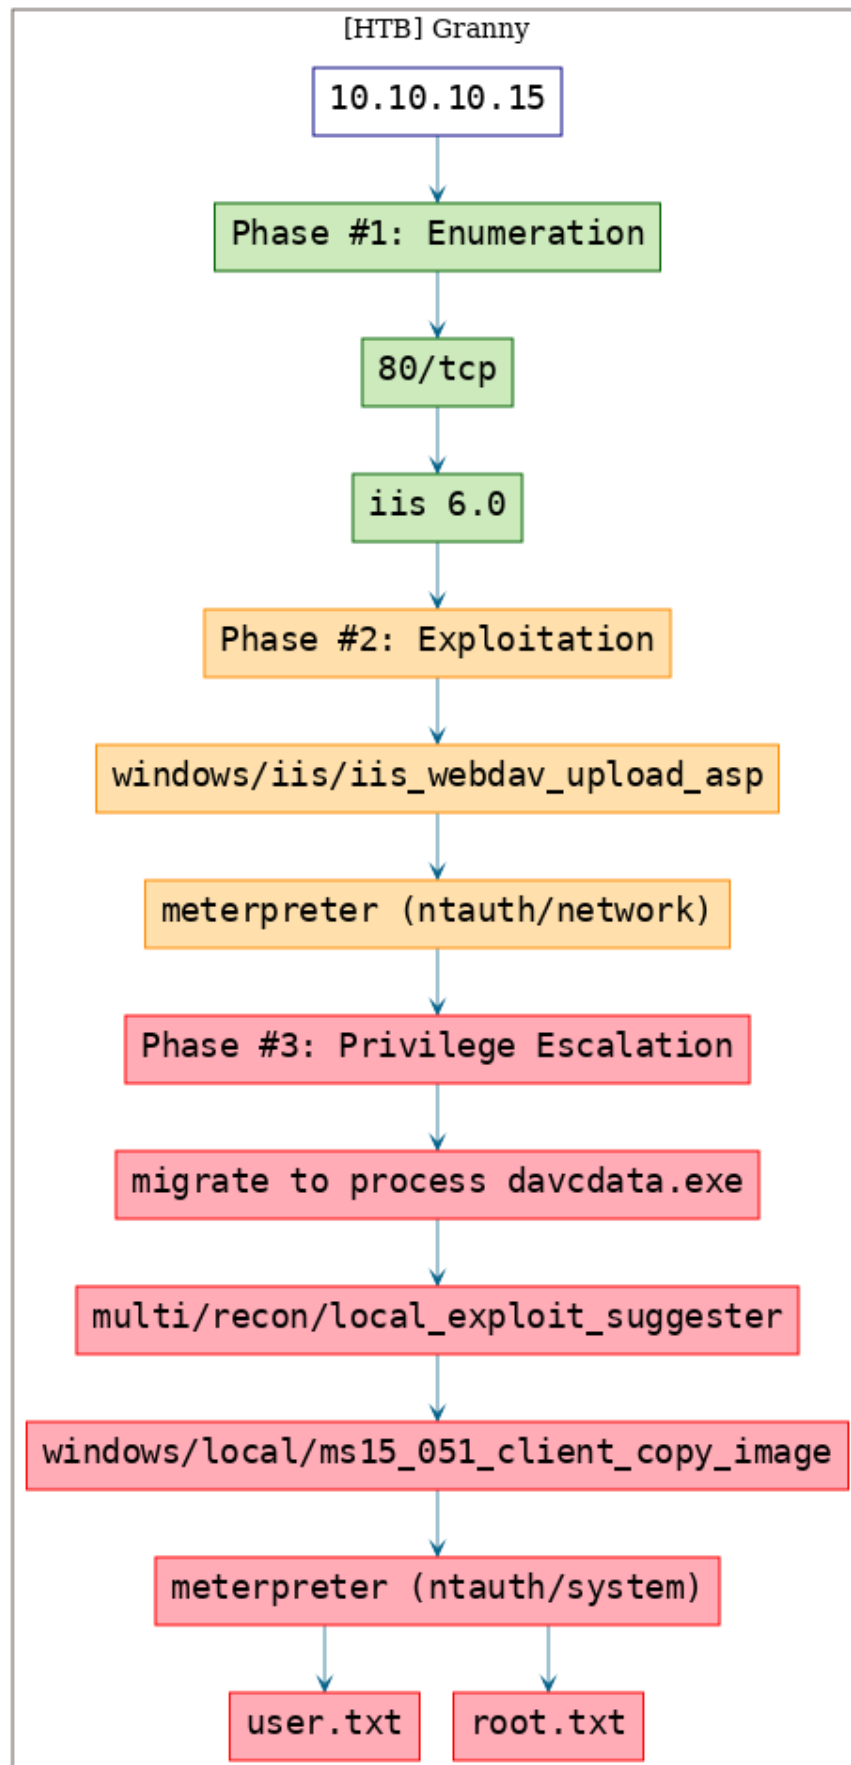 [HTB] Granny
10.10.10.15
Phase #1: Enumeration
80/tcp
iis 6.0
Phase #2: Exploitation
windows/iis/iis_webdav_upload_asp
meterpreter (ntauth/network)
Phase #3: Privilege Escalation
migrate to process davcdata.exe
multi/recon/local_exploit_suggester
windows/local/ms15_051_client_copy_image
meterpreter (ntauth/system)
user.txt
root.txt